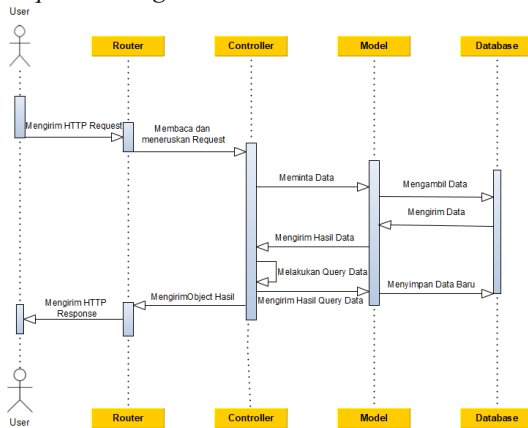 User
Router
Controller
Model
Database
Mengirim HTTP Request
Membaca dan
meneruskan Request
Meminta Data
Mengambil Data
Mengirim Data
Mengirim Hasil Data
Melakukan Query Data
MengirimObject Hasil
Mengirim Hasil Query Data
Menyimpan Data Baru
Mengirim HTTP
Response
User
Router
Controller
Model
Database